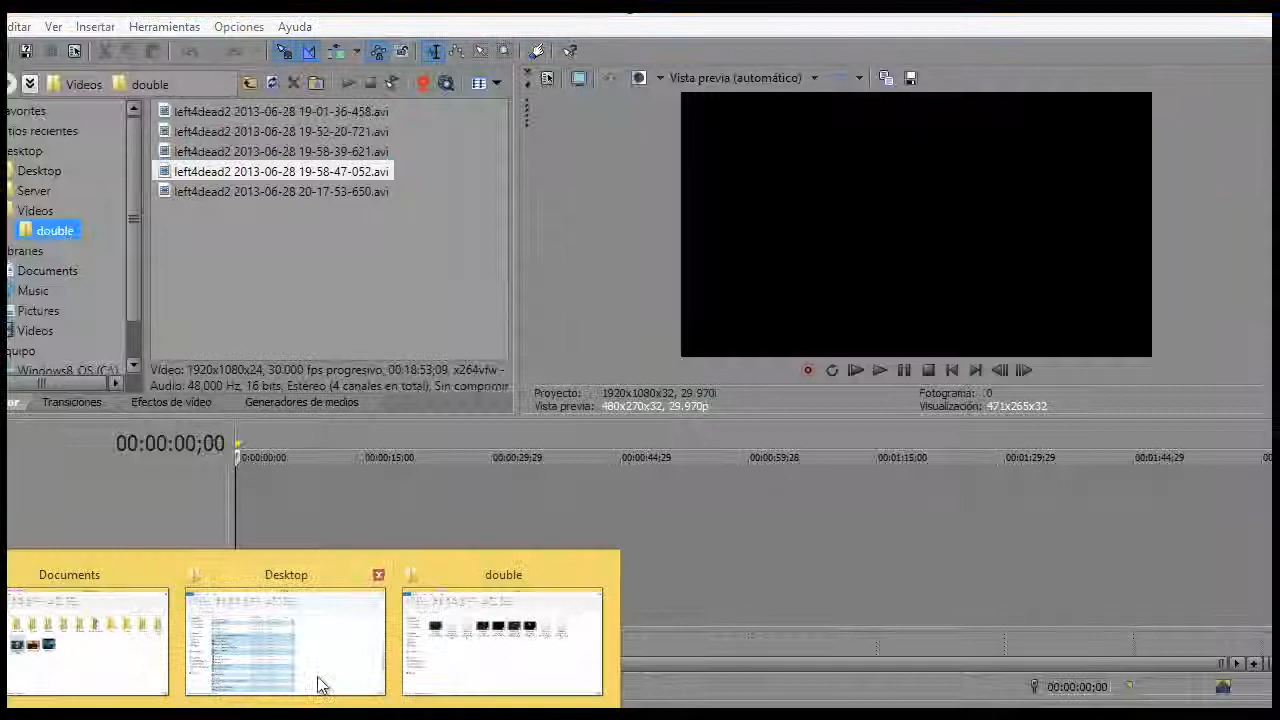 ditar Ver Insertar Herramientas Opciones Ayuda
Videos double
Vista previa (automático)
avorites
tios recientes
esktop
Desktop
Server
Videos
double
braries
Documents
Music
Pictures
Videos
quipo
Windows8_OS (C:)
left4dead2 2013-06-28 19-01-36-458.avi
left4dead2 2013-06-28 19-52-20-721.avi
left4dead2 2013-06-28 19-58-39-621.avi
left4dead2 2013-06-28 19-58-47-052.avi
left4dead2 2013-06-28 20-17-53-650.avi
Vídeo: 1920x1080x24, 30.000 fps progresivo, 00:18:53;09, x264vfw -
Audio: 48.000 Hz, 16 bits, Estéreo (4 canales en total), Sin comprimir
or Transiciones Efectos de vídeo Generadores de medios
Proyecto: 1920x1080x32, 29.970i
Vista previa: 480x270x32, 29.970p
Fotograma: 0
Visualización: 471x265x32
00:00:00;00
00:00:00;00 00:00:15;00 00:00:29;29 00:00:44;29 00:00:59;28 00:01:15;00 00:01:29;29 00:01:44;29 00
Documents Desktop double
00:00:00;00